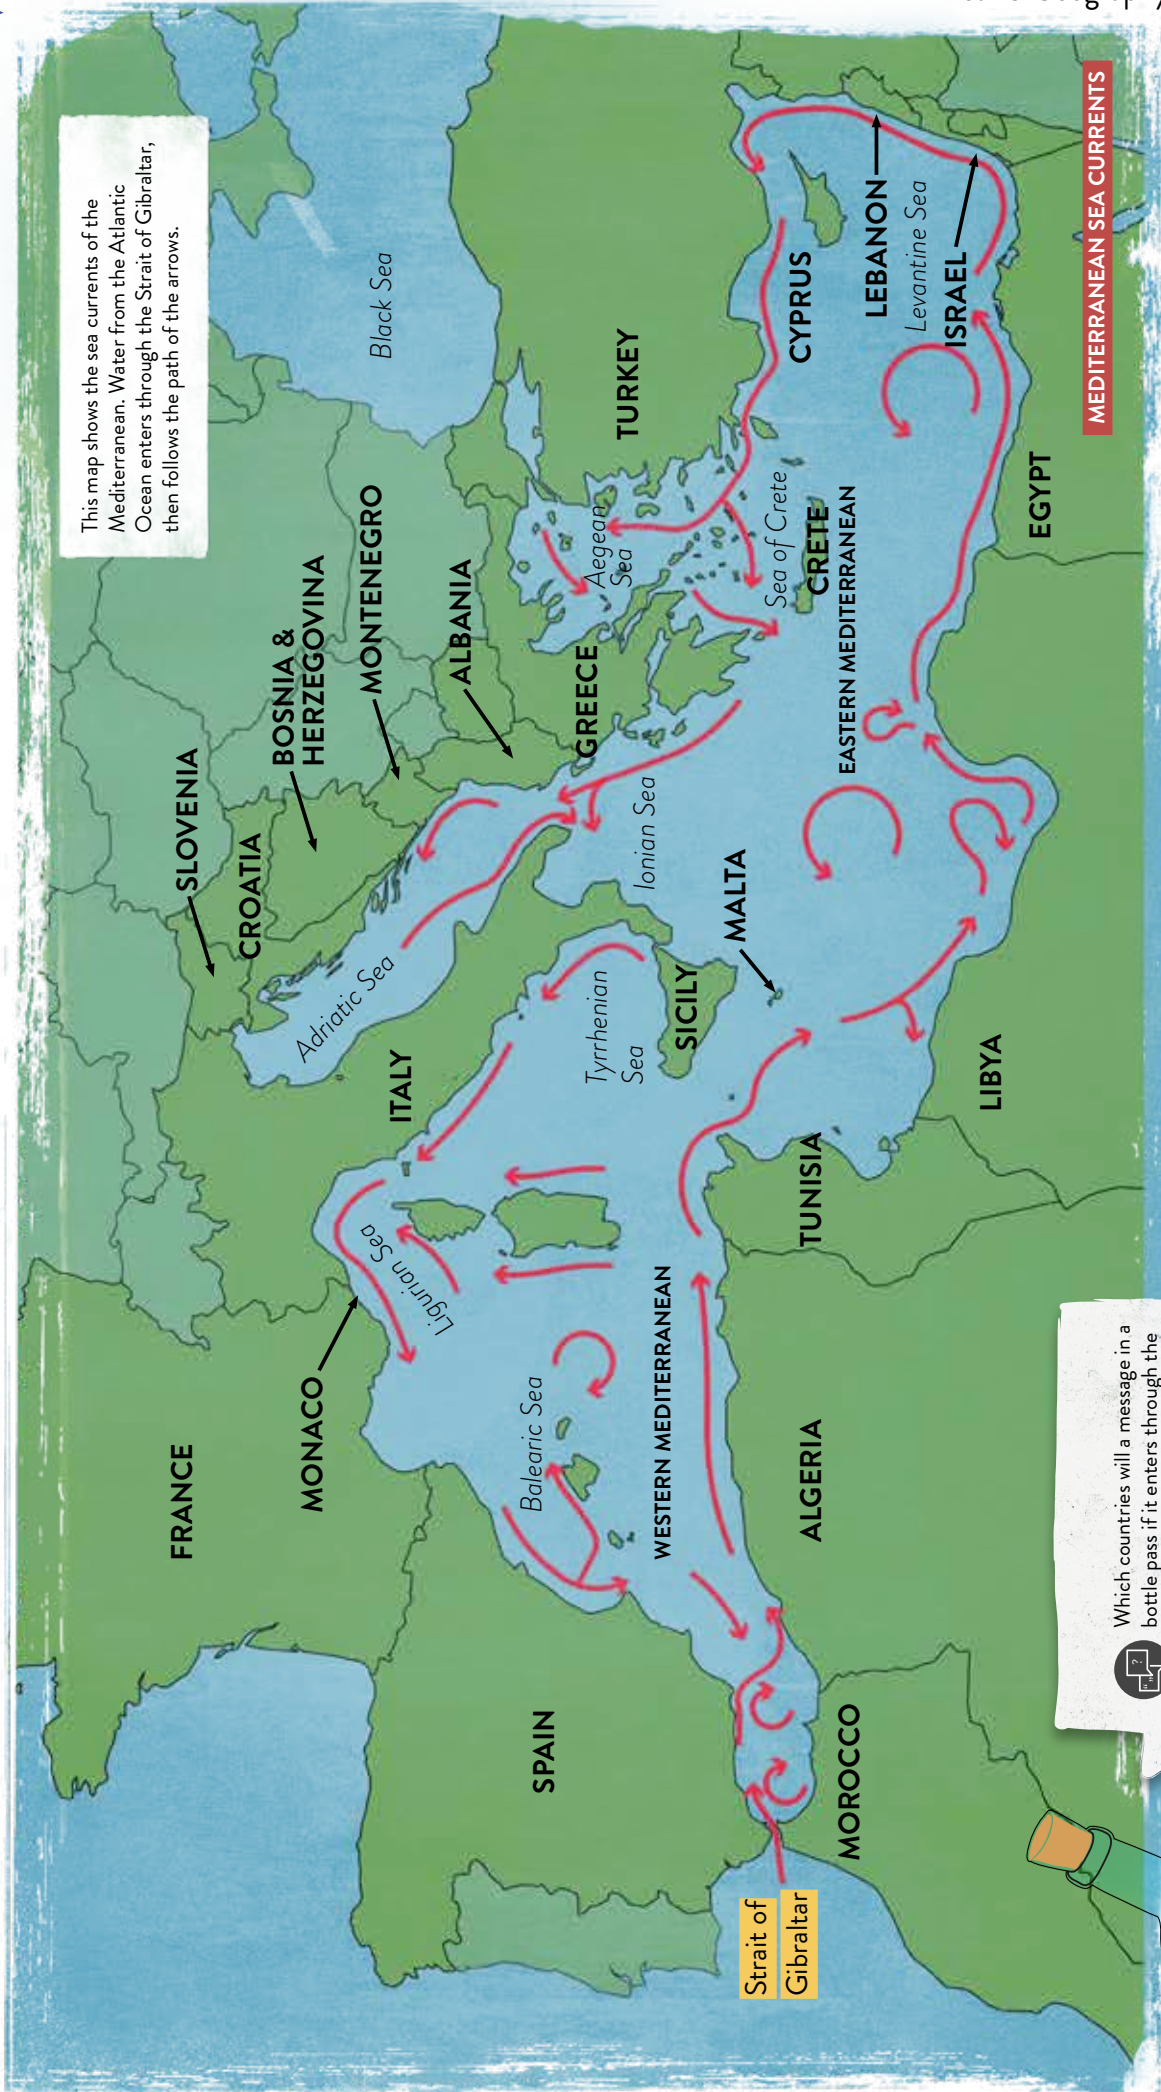 This map shows the sea currents of the
Mediterranean. Water from the Atlantic
Ocean enters through the Strait of Gibraltar,
then follows the path of the arrows.
FRANCE
SLOVENIA
CROATIA
BOSNIA &
HERZEGOVINA
MONTENEGRO
ALBANIA
Black Sea
MONACO
ITALY
Adriatic Sea
Ligurian Sea
SPAIN
Balearic Sea
Tyrrhenian
Sea
GREECE
Aegean
Sea
TURKEY
Ionian Sea
WESTERN MEDITERRANEAN
SICILY
MALTA
Sea of Crete
CRETE
CYPRUS
Strait of
Gibraltar
MOROCCO
ALGERIA
TUNISIA
EASTERN MEDITERRANEAN
LEBANON
Levantine Sea
ISRAEL
LIBYA
EGYPT
MEDITERRANEAN SEA CURRENTS
Which countries will a message in a
bottle pass if it enters through the